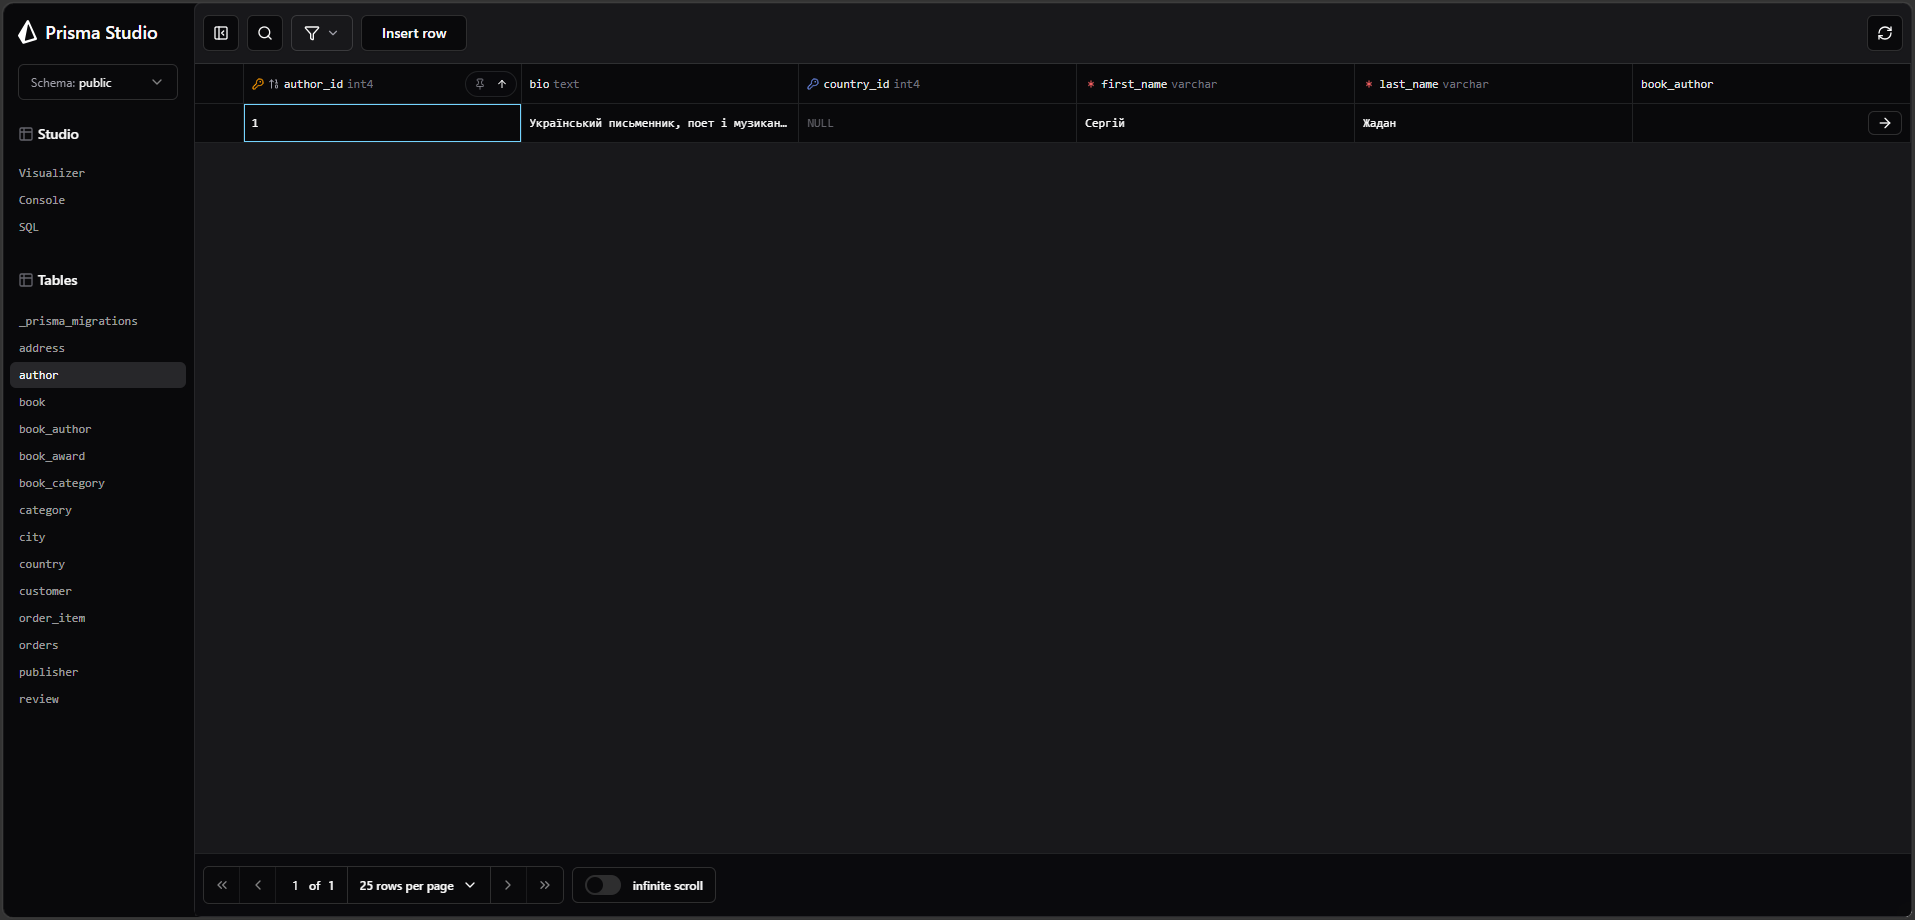 Prisma Studio
Schema: public
Studio
Visualizer
Console
SQL
Tables
_prisma_migrations
address
author
book
book_author
book_award
book_category
category
city
country
customer
order_item
orders
publisher
review
Insert row
author_id int4 bio text country_id int4 * first_name varchar * last_name varchar book_author
1 Український письменник, поет і музикан… NULL Сергій Жадан
1 of 1 25 rows per page infinite scroll